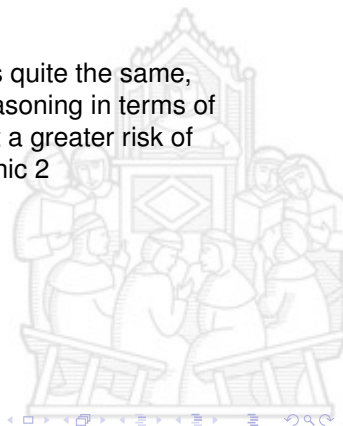 s quite the same,
asoning in terms of
t a greater risk of
nic 2